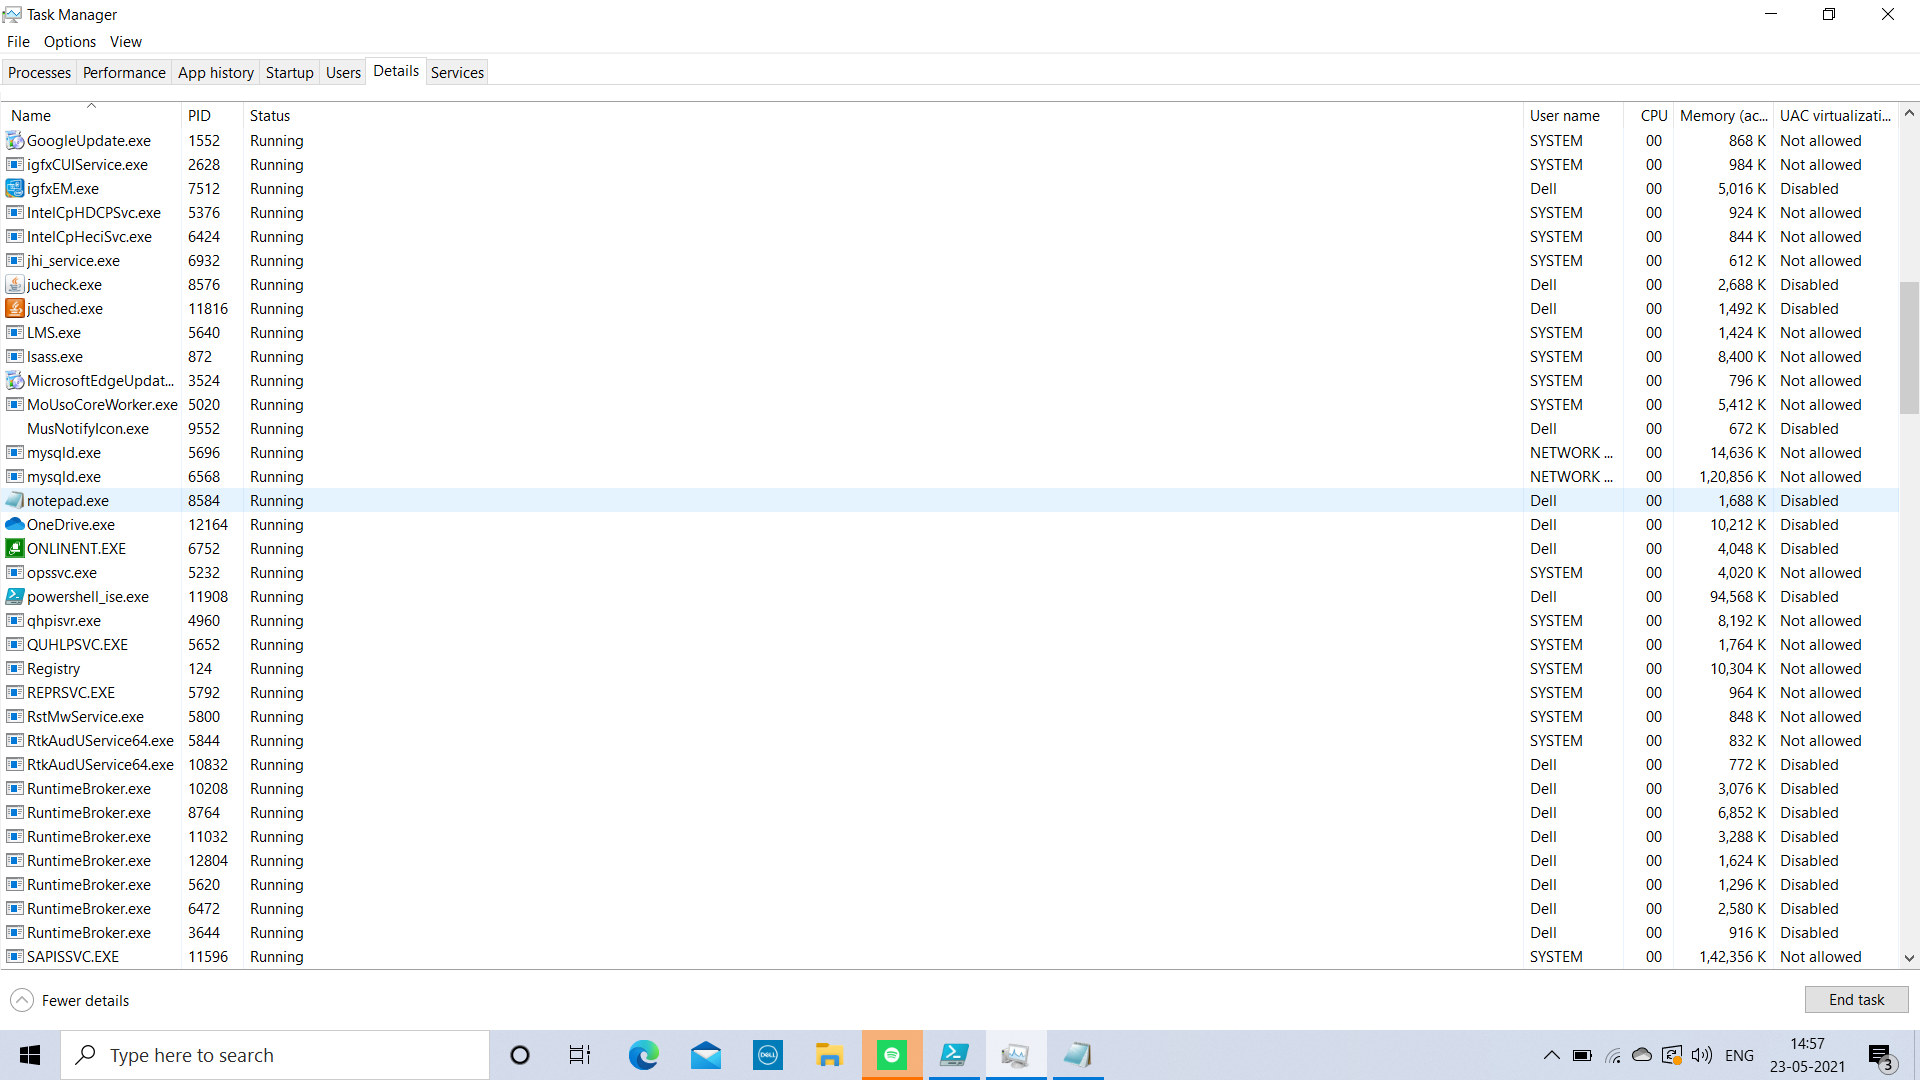 Task Manager
File Options View
Processes Performance App history Startup Users Details Services
Name PID Status User name CPU Memory (ac... UAC virtualizati...
GoogleUpdate.exe 1552 Running SYSTEM 00 868 K Not allowed
igfxCUIService.exe 2628 Running SYSTEM 00 984 K Not allowed
igfxEM.exe 7512 Running Dell 00 5,016 K Disabled
IntelCpHDCPSvc.exe 5376 Running SYSTEM 00 924 K Not allowed
IntelCpHeciSvc.exe 6424 Running SYSTEM 00 844 K Not allowed
jhi_service.exe 6932 Running SYSTEM 00 612 K Not allowed
jucheck.exe 8576 Running Dell 00 2,688 K Disabled
jusched.exe 11816 Running Dell 00 1,492 K Disabled
LMS.exe 5640 Running SYSTEM 00 1,424 K Not allowed
lsass.exe 872 Running SYSTEM 00 8,400 K Not allowed
MicrosoftEdgeUpdat... 3524 Running SYSTEM 00 796 K Not allowed
MoUsoCoreWorker.exe 5020 Running SYSTEM 00 5,412 K Not allowed
MusNotifyIcon.exe 9552 Running Dell 00 672 K Disabled
mysqld.exe 5696 Running NETWORK ... 00 14,636 K Not allowed
mysqld.exe 6568 Running NETWORK ... 00 1,20,856 K Not allowed
notepad.exe 8584 Running Dell 00 1,688 K Disabled
OneDrive.exe 12164 Running Dell 00 10,212 K Disabled
ONLINENT.EXE 6752 Running Dell 00 4,048 K Disabled
opssvc.exe 5232 Running SYSTEM 00 4,020 K Not allowed
powershell_ise.exe 11908 Running Dell 00 94,568 K Disabled
qhpisvr.exe 4960 Running SYSTEM 00 8,192 K Not allowed
QUHLPSVC.EXE 5652 Running SYSTEM 00 1,764 K Not allowed
Registry 124 Running SYSTEM 00 10,304 K Not allowed
REPRSVC.EXE 5792 Running SYSTEM 00 964 K Not allowed
RstMwService.exe 5800 Running SYSTEM 00 848 K Not allowed
RtkAudUService64.exe 5844 Running SYSTEM 00 832 K Not allowed
RtkAudUService64.exe 10832 Running Dell 00 772 K Disabled
RuntimeBroker.exe 10208 Running Dell 00 3,076 K Disabled
RuntimeBroker.exe 8764 Running Dell 00 6,852 K Disabled
RuntimeBroker.exe 11032 Running Dell 00 3,288 K Disabled
RuntimeBroker.exe 12804 Running Dell 00 1,624 K Disabled
RuntimeBroker.exe 5620 Running Dell 00 1,296 K Disabled
RuntimeBroker.exe 6472 Running Dell 00 2,580 K Disabled
RuntimeBroker.exe 3644 Running Dell 00 916 K Disabled
SAPISSVC.EXE 11596 Running SYSTEM 00 1,42,356 K Not allowed
Fewer details End task
Type here to search DELL ENG 14:57
23-05-2021 3